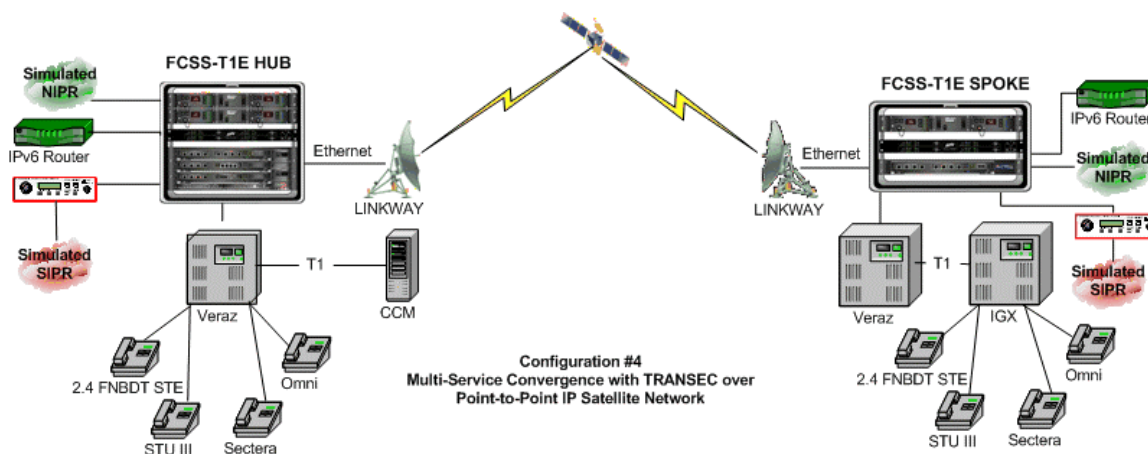 FCSS-T1E HUB
Simulated
NIPR
IPv6 Router
Simulated
SIPR
Ethernet
LINKWAY
T1
Veraz
CCM
2.4 FNBDT STE
Omni
STU III
Sectera
Configuration #4
Multi-Service Convergence with TRANSEC over
Point-to-Point IP Satellite Network
FCSS-T1E SPOKE
IPv6 Router
Ethernet
LINKWAY
Simulated
NIPR
Simulated
SIPR
T1
Veraz
IGX
2.4 FNBDT STE
Omni
STU III
Sectera